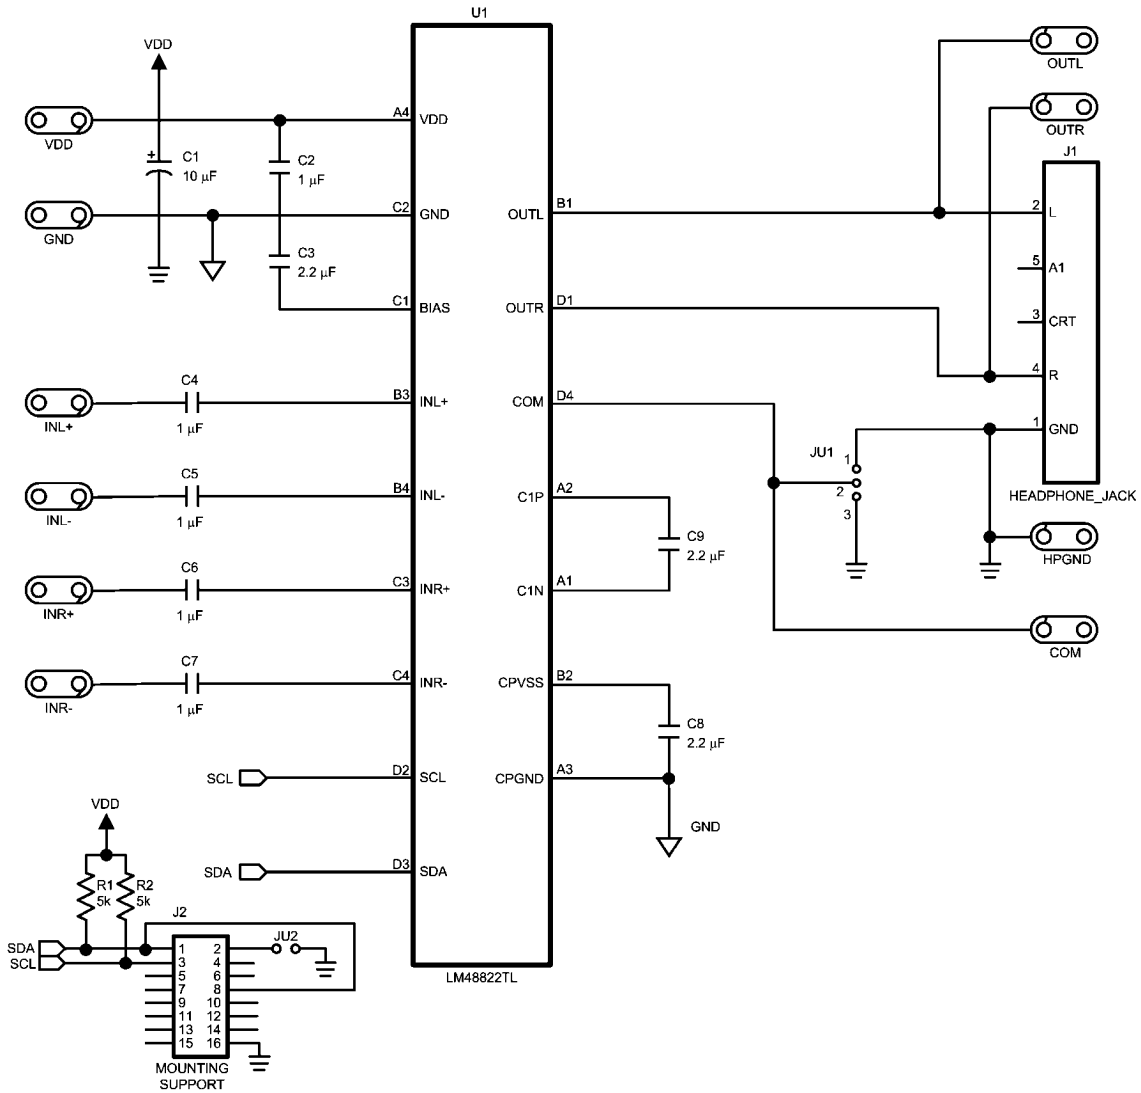 U1
VDD
VDD
C1
10 µF
+
C2
1 µF
A4
VDD
GND
C2
GND
C3
2.2 µF
C1
BIAS
INL+
C4
1 µF
B3
INL+
INL-
C5
1 µF
B4
INL-
INR+
C6
1 µF
C3
INR+
INR-
C7
1 µF
C4
INR-
SCL
D2
SCL
SDA
D3
SDA
OUTL
B1
OUTR
D1
COM
D4
C1P
A2
C9
2.2 µF
C1N
A1
CPVSS
B2
C8
2.2 µF
CPGND
A3
GND
LM48822TL
OUTL
OUTR
J1
2
L
5
A1
3
CRT
4
R
1
GND
HEADPHONE_JACK
JU1
1
2
3
HPGND
COM
VDD
R1
5k
R2
5k
J2
SDA
SCL
JU2
1 2
3 4
5 6
7 8
9 10
11 12
13 14
15 16
MOUNTING
SUPPORT